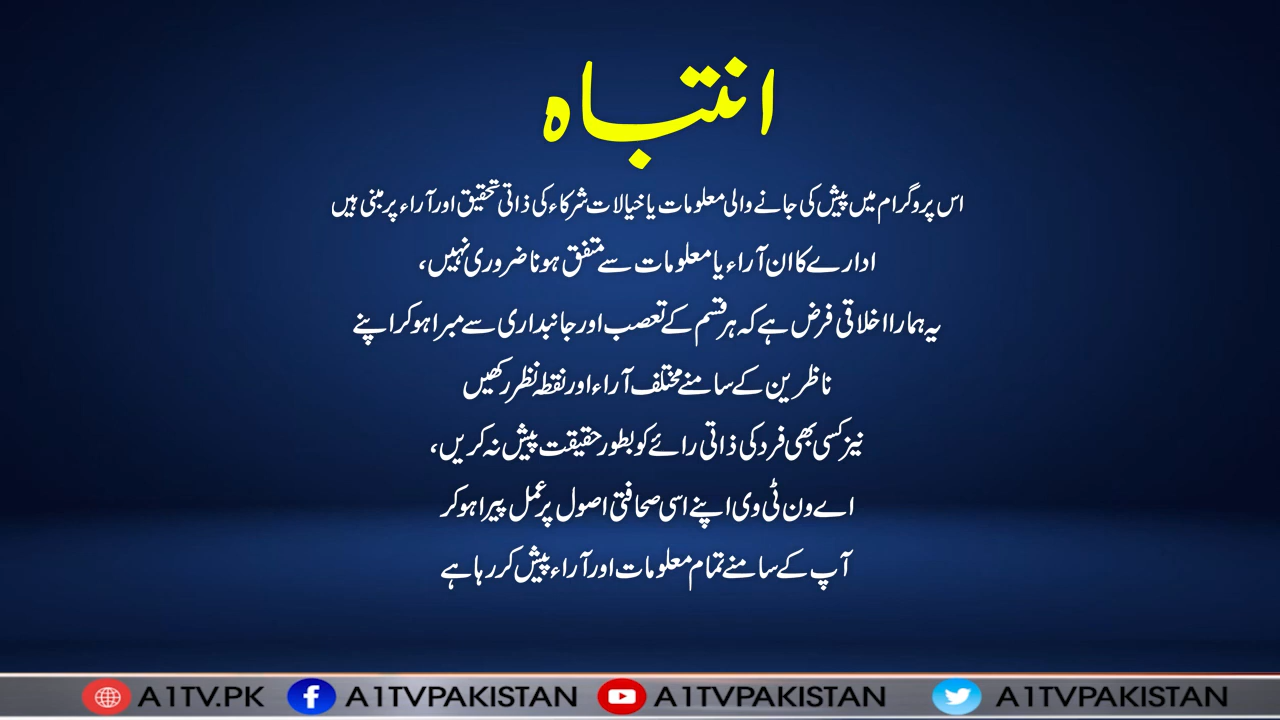 انتباہ
اس پروگرام میں پیش کی جانے والی معلومات یا خیالات شرکاء کی ذاتی تحقیق اور آراء پر مبنی ہیں
ادارے کا ان آراء یا معلومات سے متفق ہونا ضروری نہیں،
یہ ہمارا اخلاقی فرض ہے کہ ہر قسم کے تعصب اور جانبداری سے مبرا ہو کر اپنے
ناظرین کے سامنے مختلف آراء اور نقطہ نظر رکھیں
نیز کسی بھی فرد کی ذاتی رائے کو بطور حقیقت پیش نہ کریں،
اے ون ٹی وی اپنے اسی صحافتی اصول پر عمل پیرا ہو کر
آپ کے سامنے تمام معلومات اور آراء پیش کر رہا ہے
A1TV.PK A1TVPAKISTAN A1TVPAKISTAN A1TVPAKISTAN